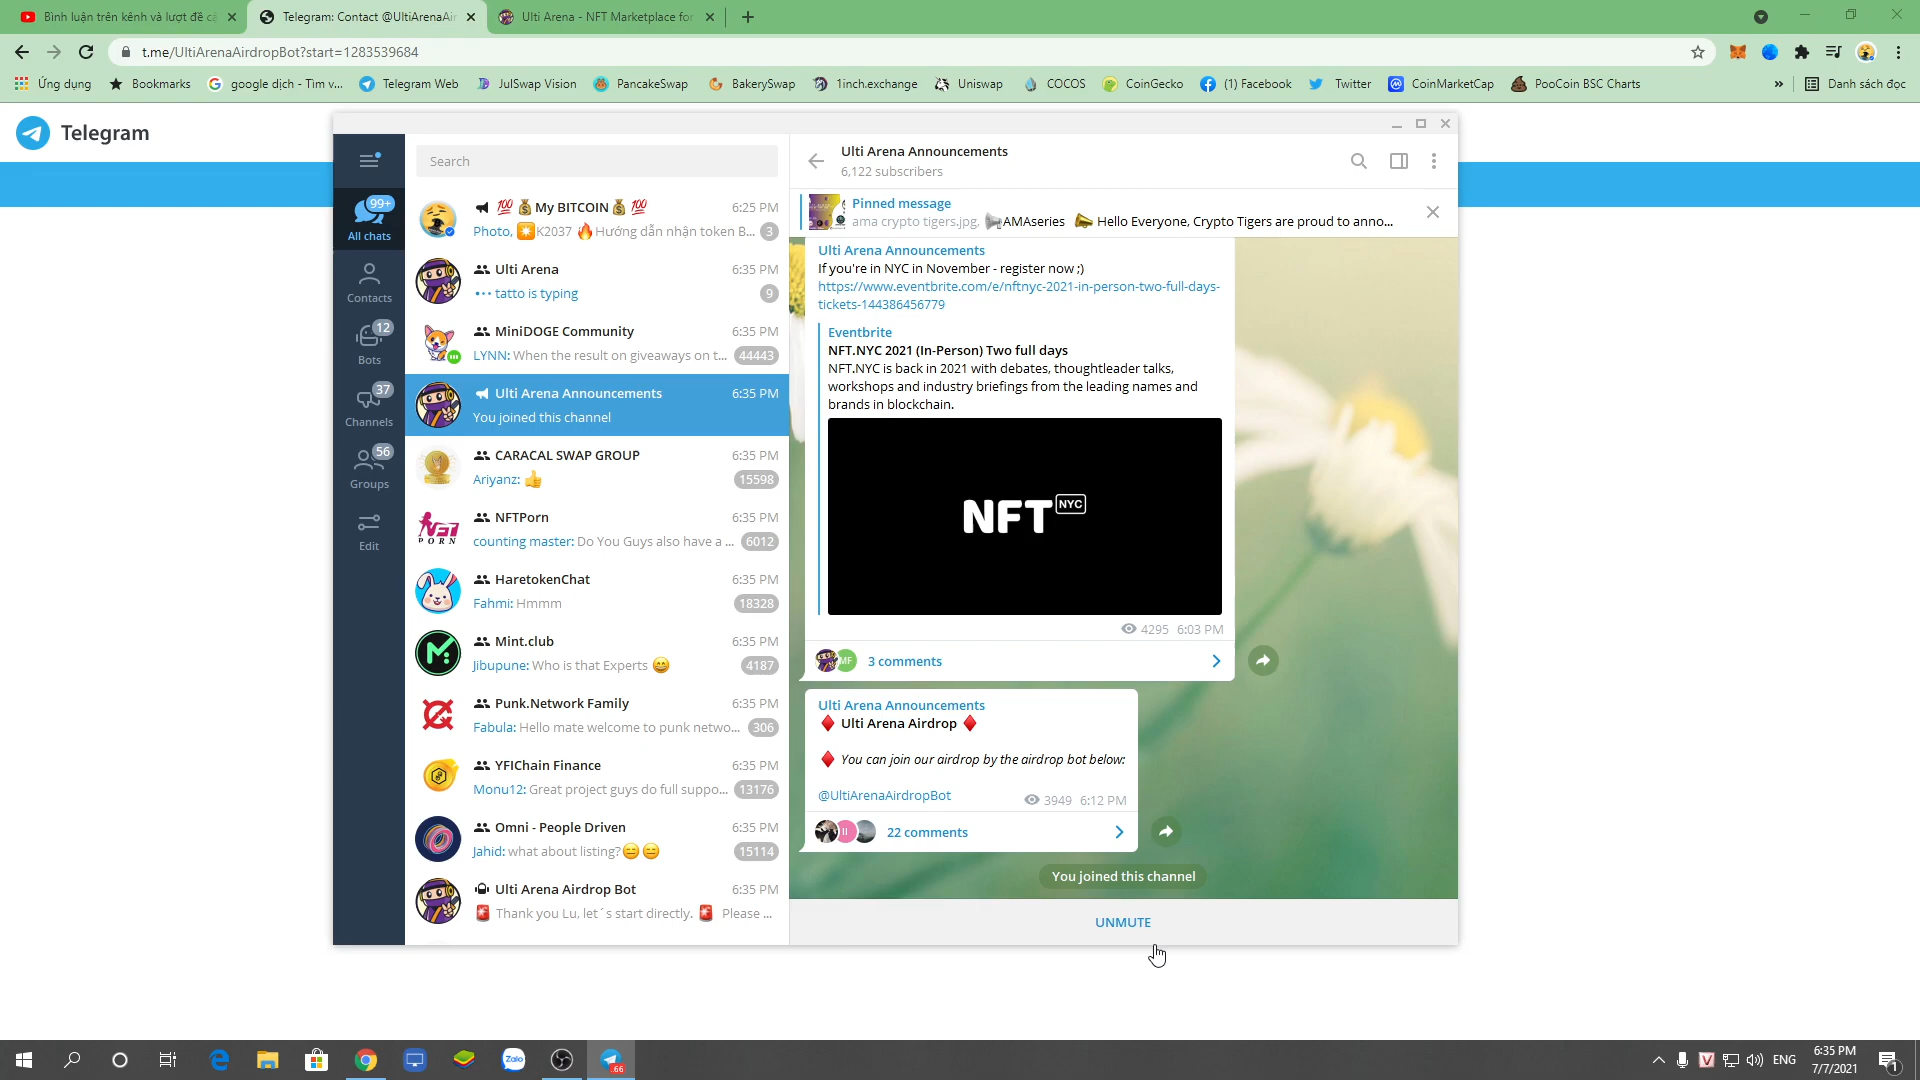 Bình luận trên kênh và lượt đề cà
Telegram: Contact @UltiArenaAir
Ulti Arena - NFT Marketplace for
t.me/UltiArenaAirdropBot?start=1283539684
Ứng dụng
Bookmarks
google dịch - Tìm v...
Telegram Web
JulSwap Vision
PancakeSwap
BakerySwap
1inch.exchange
Uniswap
COCOS
CoinGecko
(1) Facebook
Twitter
CoinMarketCap
PooCoin BSC Charts
»
Danh sách đọc
Telegram
99+
All chats
Contacts
12
Bots
37
Channels
56
Groups
Edit
Search
💯💰My BITCOIN💰💯 6:25 PM
Photo, K2037 🔥Hướng dẫn nhận token B... 3
Ulti Arena 6:35 PM
tatto is typing 9
MiniDOGE Community 6:35 PM
LYNN: When the result on giveaways on t... 44443
Ulti Arena Announcements 6:35 PM
You joined this channel
CARACAL SWAP GROUP 6:35 PM
Ariyanz: 👍 15598
NFT PORN
NFTPorn 6:35 PM
counting master: Do You Guys also have a ... 6012
HaretokenChat 6:35 PM
Fahmi: Hmmm 18328
Mint.club 6:35 PM
Jibupune: Who is that Experts 😄 4187
Punk.Network Family 6:35 PM
Fabula: Hello mate welcome to punk netwo... 306
YFIChain Finance 6:35 PM
Monu12: Great project guys do full suppo... 13176
Omni - People Driven 6:35 PM
Jahid: what about listing?😑😑 15114
Ulti Arena Airdrop Bot 6:35 PM
🚨 Thank you Lu, let´s start directly. 🚨 Please ...
Ulti Arena Announcements
6,122 subscribers
Pinned message
ama crypto tigers.jpg, 📢AMAseries 📣 Hello Everyone, Crypto Tigers are proud to anno...
Ulti Arena Announcements
If you're in NYC in November - register now ;)
https://www.eventbrite.com/e/nftnyc-2021-in-person-two-full-days-
tickets-144386456779
Eventbrite
NFT.NYC 2021 (In-Person) Two full days
NFT.NYC is back in 2021 with debates, thoughtleader talks,
workshops and industry briefings from the leading names and
brands in blockchain.
NFT NYC
4295 6:03 PM
MF
3 comments
Ulti Arena Announcements
♦️ Ulti Arena Airdrop ♦️
♦️ You can join our airdrop by the airdrop bot below:
@UltiArenaAirdropBot
3949 6:12 PM
II
22 comments
You joined this channel
UNMUTE
Zalo
.66
V
ENG
6:35 PM
7/7/2021
1